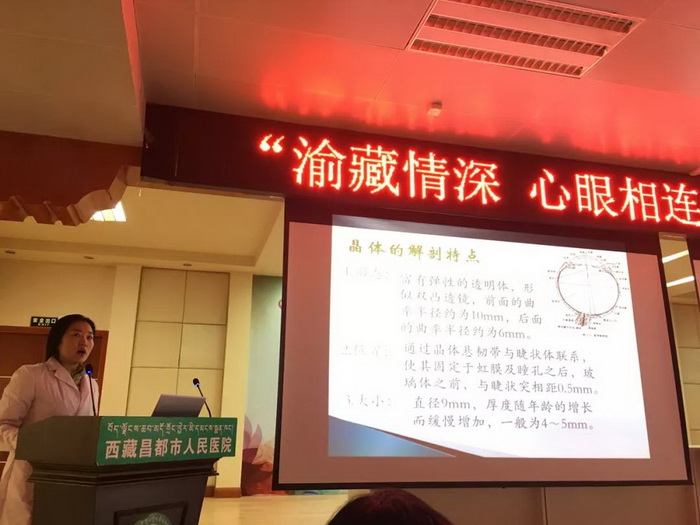 “渝藏情深 心眼相连
晶体的解剖特点
富有弹性的透明体，形
似双凸透镜，前面的曲
率半径约为10mm，后面
的曲率半径约为6mm。
通过晶体悬韧带与睫状体联系，
使其固定于虹膜及瞳孔之后，玻
璃体之前，与睫状突相距0.5mm。
3.大小：直径9mm，厚度随年龄的增长
而缓慢增加，一般为4～5mm。
安全出口
西藏昌都市人民医院